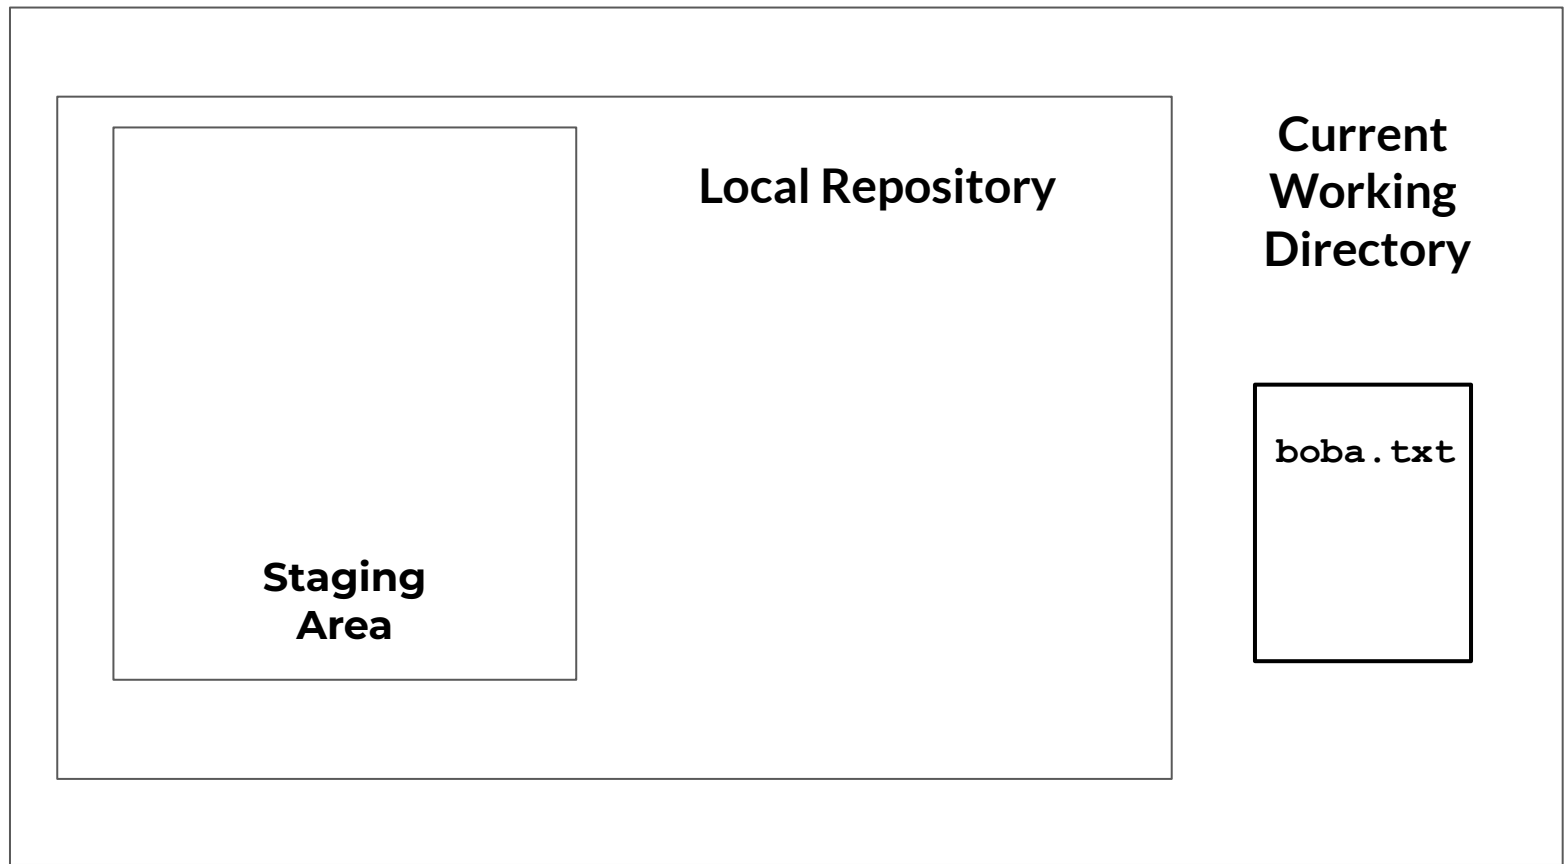 Local Repository
Current
Working
Directory
boba.txt
Staging
Area